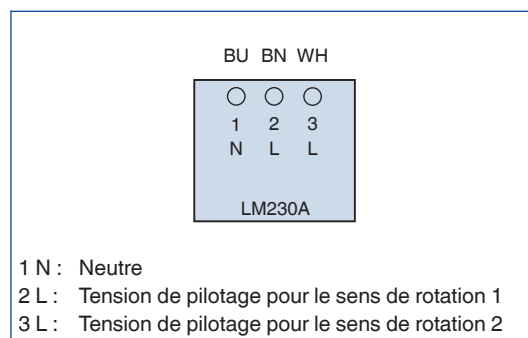 BU BN WH
1 2 3
N L L
LM230A
1 N : Neutre
2 L : Tension de pilotage pour le sens de rotation 1
3 L : Tension de pilotage pour le sens de rotation 2